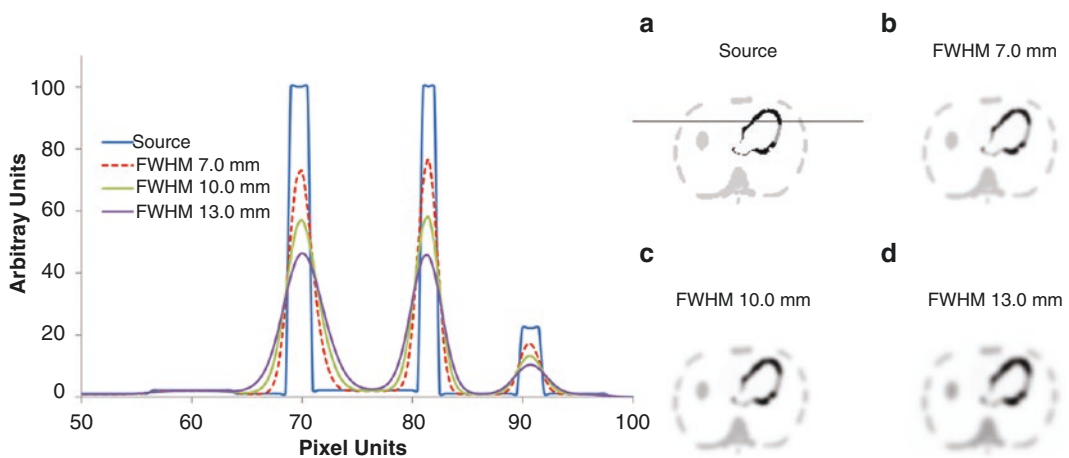 Arbitray Units
100
80
60
40
20
0
Source
FWHM 7.0 mm
FWHM 10.0 mm
FWHM 13.0 mm
50
60
70
80
90
100
Pixel Units
a
Source
b
FWHM 7.0 mm
c
FWHM 10.0 mm
d
FWHM 13.0 mm